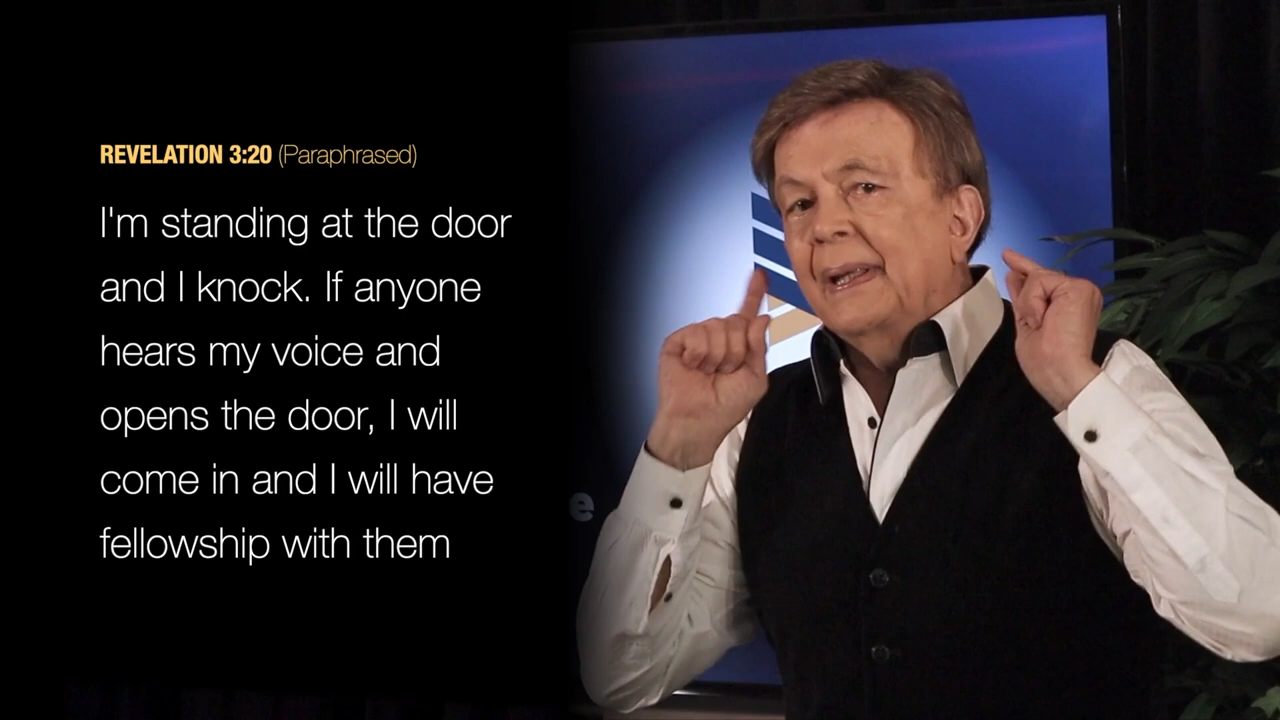 REVELATION 3:20 (Paraphrased)
I'm standing at the door
and I knock. If anyone
hears my voice and
opens the door, I will
come in and I will have
fellowship with them
e